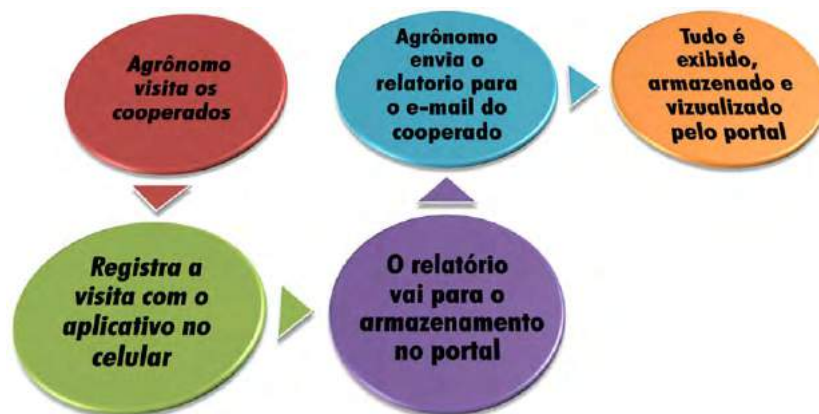 Agrônomo
visita os
cooperados
Registra a
visita com o
aplicativo no
celular
O relatório
vai para o
armazenamento
no portal
Agrônomo
envia o
relatorio para
o e-mail do
cooperado
Tudo é
exibido,
armazenado e
vizualizado
pelo portal